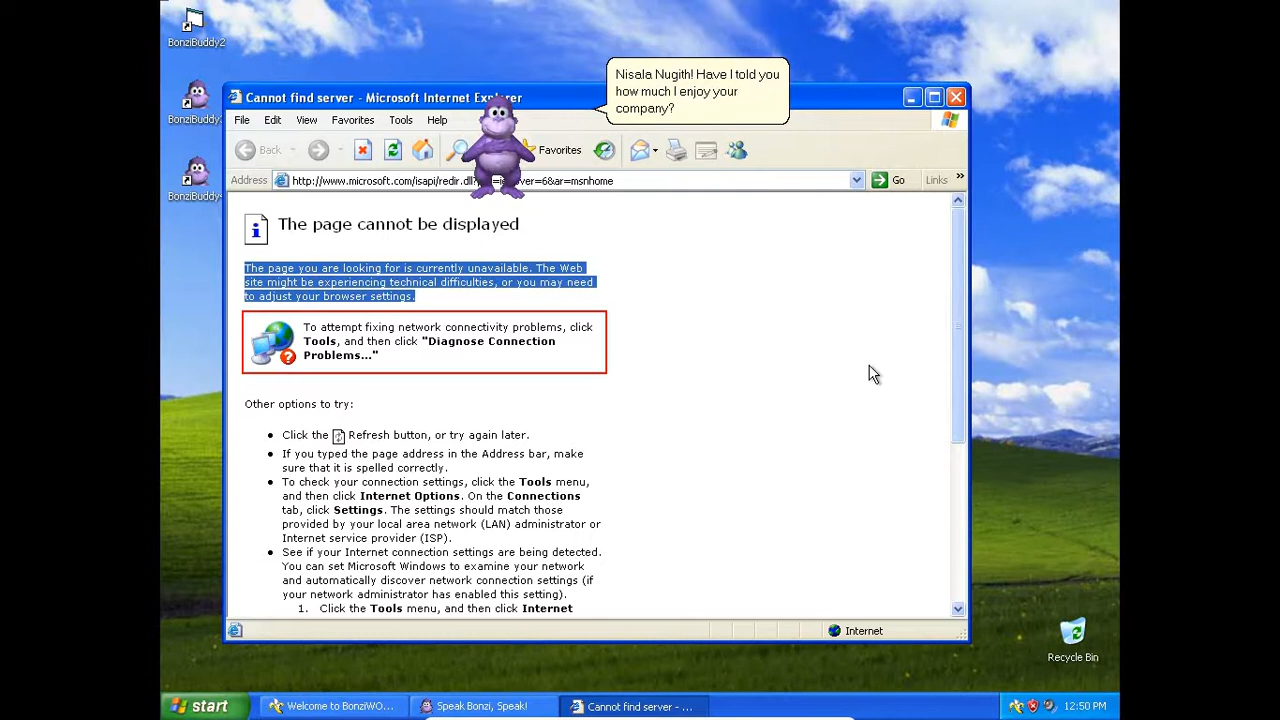 BonziBuddy2
Nisala Nugith! Have I told you
how much I enjoy your
company?
Cannot find server - Microsoft Internet Explorer
File Edit View Favorites Tools Help
Back
Favorites
Address http://www.microsoft.com/isapi/redir.dll? ver=6&ar=msnhome Go Links »
The page cannot be displayed
The page you are looking for is currently unavailable. The Web
site might be experiencing technical difficulties, or you may need
to adjust your browser settings.
To attempt fixing network connectivity problems, click
Tools, and then click "Diagnose Connection
Problems..."
Other options to try:
Click the Refresh button, or try again later.
If you typed the page address in the Address bar, make
sure that it is spelled correctly.
To check your connection settings, click the Tools menu,
and then click Internet Options. On the Connections
tab, click Settings. The settings should match those
provided by your local area network (LAN) administrator or
Internet service provider (ISP).
See if your Internet connection settings are being detected.
You can set Microsoft Windows to examine your network
and automatically discover network connection settings (if
your network administrator has enabled this setting).
1. Click the Tools menu, and then click Internet
Internet
Recycle Bin
start
Welcome to BonziWO...
Speak Bonzi, Speak!
Cannot find server - ...
12:50 PM